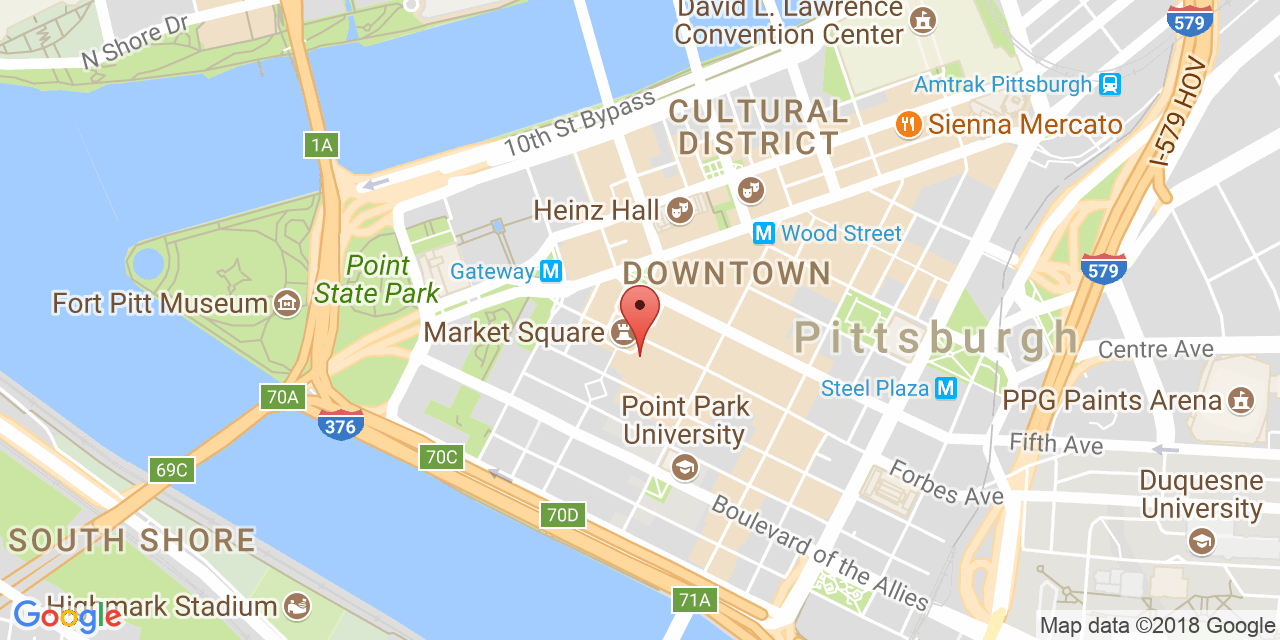 David L. Lawrence
Convention Center
579
N Shore Dr
Amtrak Pittsburgh
I-579 HOV
10th St Bypass
CULTURAL
DISTRICT
Sienna Mercato
1A
Heinz Hall
M Wood Street
Gateway M
DOWNTOWN
579
Point
State Park
Fort Pitt Museum
Market Square
Pittsburgh
Centre Ave
Steel Plaza M
70A
PPG Paints Arena
376
Point Park
University
Fifth Ave
70C
69C
Forbes Ave
Duquesne
University
70D
Boulevard of the Allies
SOUTH SHORE
71A
Highmark Stadium
Google
Map data ©2018 Google